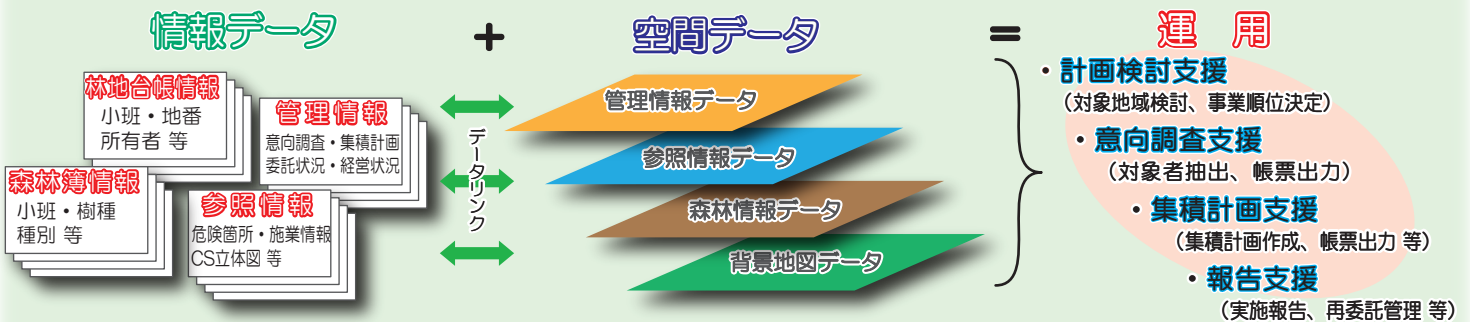 情報データ
+
空間データ
=
運 用
林地台帳情報
小班・地番
所有者 等
管理情報
意向調査・集積計画
委託状況・経営状況
森林簿情報
小班・樹種
種別 等
参照情報
危険箇所・施業情報
CS立体図 等
データリンク
管理情報データ
参照情報データ
森林情報データ
背景地図データ
・計画検討支援
(対象地域検討、事業順位決定)
・意向調査支援
(対象者抽出、帳票出力)
・集積計画支援
(集積計画作成、帳票出力 等)
・報告支援
(実施報告、再委託管理 等)